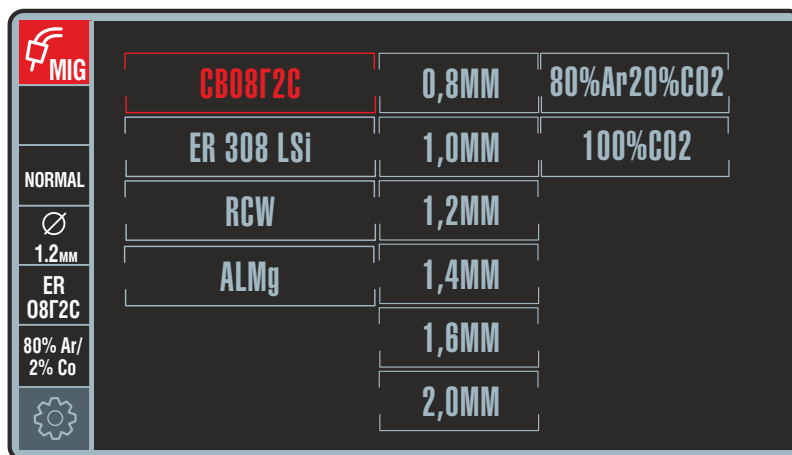 MIG
NORMAL
∅
1.2мм
ER
О8Г2С
80% Ar/
2% Co
СВ08Г2С
ER 308 LSi
RCW
ALMg
0,8MM
1,0MM
1,2MM
1,4MM
1,6MM
2,0MM
80%Ar20%CO2
100%CO2